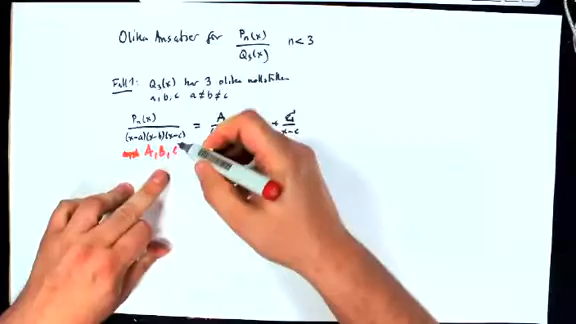 Olika Ansatser för Pn(x)/Q3(x) n<3
Fall 1: Q3(x) har 3 olika nollställen
a, b, c a≠b≠c
Pn(x)/((x-a)(x-b)(x-c)) = A + C/(x-c)
A, B, C